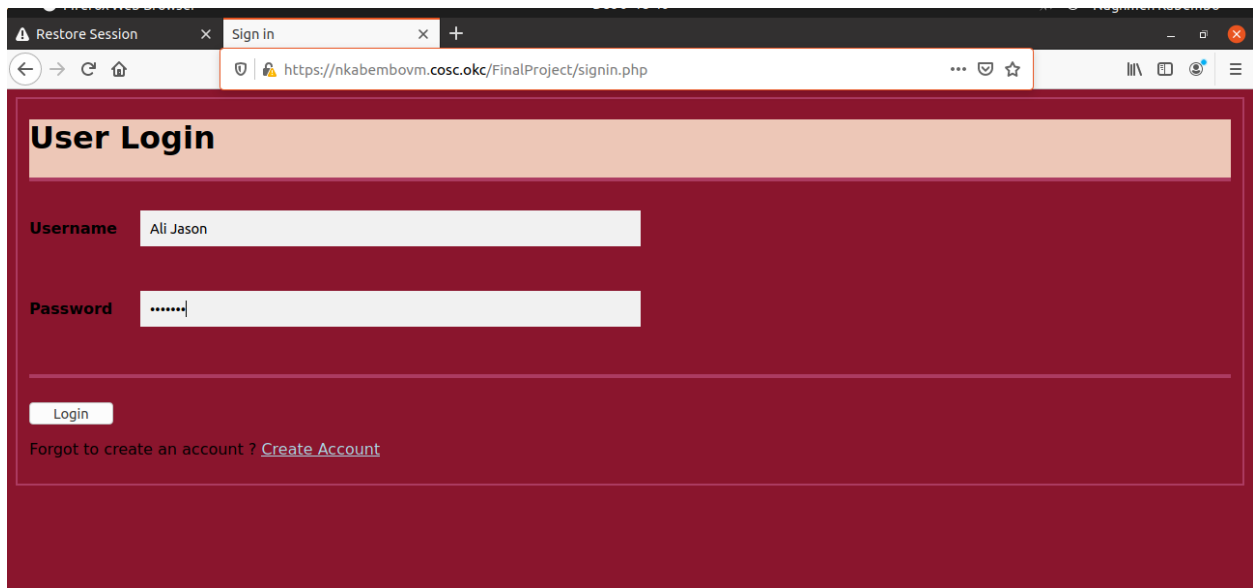 Restore Session
Sign in
https://nkabembovm.cosc.okc/FinalProject/signin.php
User Login
Username Ali Jason
Password •••••••
Login
Forgot to create an account ? Create Account